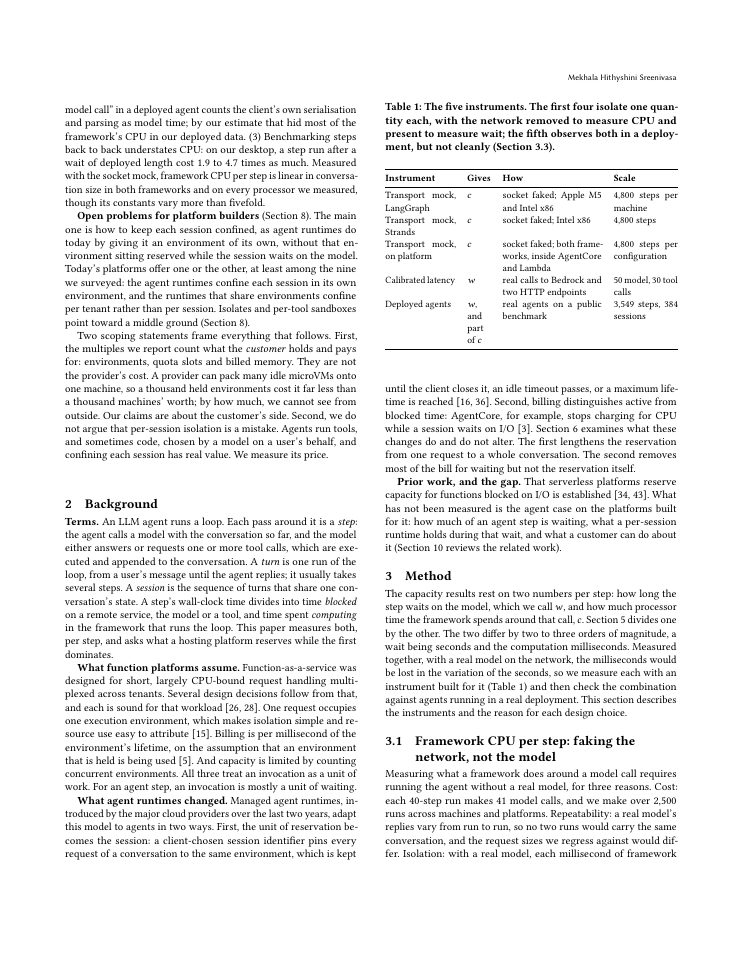 Mekhala Hithyshini Sreenivasa
model call” in a deployed agent counts the client’s own serialisation
and parsing as model time; by our estimate that hid most of the
framework’s CPU in our deployed data. (3) Benchmarking steps
back to back understates CPU: on our desktop, a step run after a
wait of deployed length cost 1.9 to 4.7 times as much. Measured
with the socket mock, framework CPU per step is linear in conversa-
tion size in both frameworks and on every processor we measured,
though its constants vary more than fivefold.
Open problems for platform builders (Section 8). The main
one is how to keep each session confined, as agent runtimes do
today by giving it an environment of its own, without that en-
vironment sitting reserved while the session waits on the model.
Today’s platforms offer one or the other, at least among the nine
we surveyed: the agent runtimes confine each session in its own
environment, and the runtimes that share environments confine
per tenant rather than per session. Isolates and per-tool sandboxes
point toward a middle ground (Section 8).
Two scoping statements frame everything that follows. First,
the multiples we report count what the customer holds and pays
for: environments, quota slots and billed memory. They are not
the provider’s cost. A provider can pack many idle microVMs onto
one machine, so a thousand held environments cost it far less than
a thousand machines’ worth; by how much, we cannot see from
outside. Our claims are about the customer’s side. Second, we do
not argue that per-session isolation is a mistake. Agents run tools,
and sometimes code, chosen by a model on a user’s behalf, and
confining each session has real value. We measure its price.
2 Background
Terms. An LLM agent runs a loop. Each pass around it is a step:
the agent calls a model with the conversation so far, and the model
either answers or requests one or more tool calls, which are exe-
cuted and appended to the conversation. A turn is one run of the
loop, from a user’s message until the agent replies; it usually takes
several steps. A session is the sequence of turns that share one con-
versation’s state. A step’s wall-clock time divides into time blocked
on a remote service, the model or a tool, and time spent computing
in the framework that runs the loop. This paper measures both,
per step, and asks what a hosting platform reserves while the first
dominates.
What function platforms assume. Function-as-a-service was
designed for short, largely CPU-bound request handling multi-
plexed across tenants. Several design decisions follow from that,
and each is sound for that workload [26, 28]. One request occupies
one execution environment, which makes isolation simple and re-
source use easy to attribute [15]. Billing is per millisecond of the
environment’s lifetime, on the assumption that an environment
that is held is being used [5]. And capacity is limited by counting
concurrent environments. All three treat an invocation as a unit of
work. For an agent step, an invocation is mostly a unit of waiting.
What agent runtimes changed. Managed agent runtimes, in-
troduced by the major cloud providers over the last two years, adapt
this model to agents in two ways. First, the unit of reservation be-
comes the session: a client-chosen session identifier pins every
request of a conversation to the same environment, which is kept
Table 1: The five instruments. The first four isolate one quan-
tity each, with the network removed to measure CPU and
present to measure wait; the fifth observes both in a deploy-
ment, but not cleanly (Section 3.3).
Instrument Gives How Scale
Transport mock, c socket faked; Apple M5 4,800 steps per
LangGraph and Intel x86 machine
Transport mock, c socket faked; Intel x86 4,800 steps
Strands
Transport mock, c socket faked; both frame- 4,800 steps per
on platform works, inside AgentCore configuration
and Lambda
Calibrated latency w real calls to Bedrock and 50 model, 30 tool
two HTTP endpoints calls
Deployed agents w, real agents on a public 3,549 steps, 384
and benchmark sessions
part
of c
until the client closes it, an idle timeout passes, or a maximum life-
time is reached [16, 36]. Second, billing distinguishes active from
blocked time: AgentCore, for example, stops charging for CPU
while a session waits on I/O [3]. Section 6 examines what these
changes do and do not alter. The first lengthens the reservation
from one request to a whole conversation. The second removes
most of the bill for waiting but not the reservation itself.
Prior work, and the gap. That serverless platforms reserve
capacity for functions blocked on I/O is established [34, 43]. What
has not been measured is the agent case on the platforms built
for it: how much of an agent step is waiting, what a per-session
runtime holds during that wait, and what a customer can do about
it (Section 10 reviews the related work).
3 Method
The capacity results rest on two numbers per step: how long the
step waits on the model, which we call w, and how much processor
time the framework spends around that call, c. Section 5 divides one
by the other. The two differ by two to three orders of magnitude, a
wait being seconds and the computation milliseconds. Measured
together, with a real model on the network, the milliseconds would
be lost in the variation of the seconds, so we measure each with an
instrument built for it (Table 1) and then check the combination
against agents running in a real deployment. This section describes
the instruments and the reason for each design choice.
3.1 Framework CPU per step: faking the
network, not the model
Measuring what a framework does around a model call requires
running the agent without a real model, for three reasons. Cost:
each 40-step run makes 41 model calls, and we make over 2,500
runs across machines and platforms. Repeatability: a real model’s
replies vary from run to run, so no two runs would carry the same
conversation, and the request sizes we regress against would dif-
fer. Isolation: with a real model, each millisecond of framework